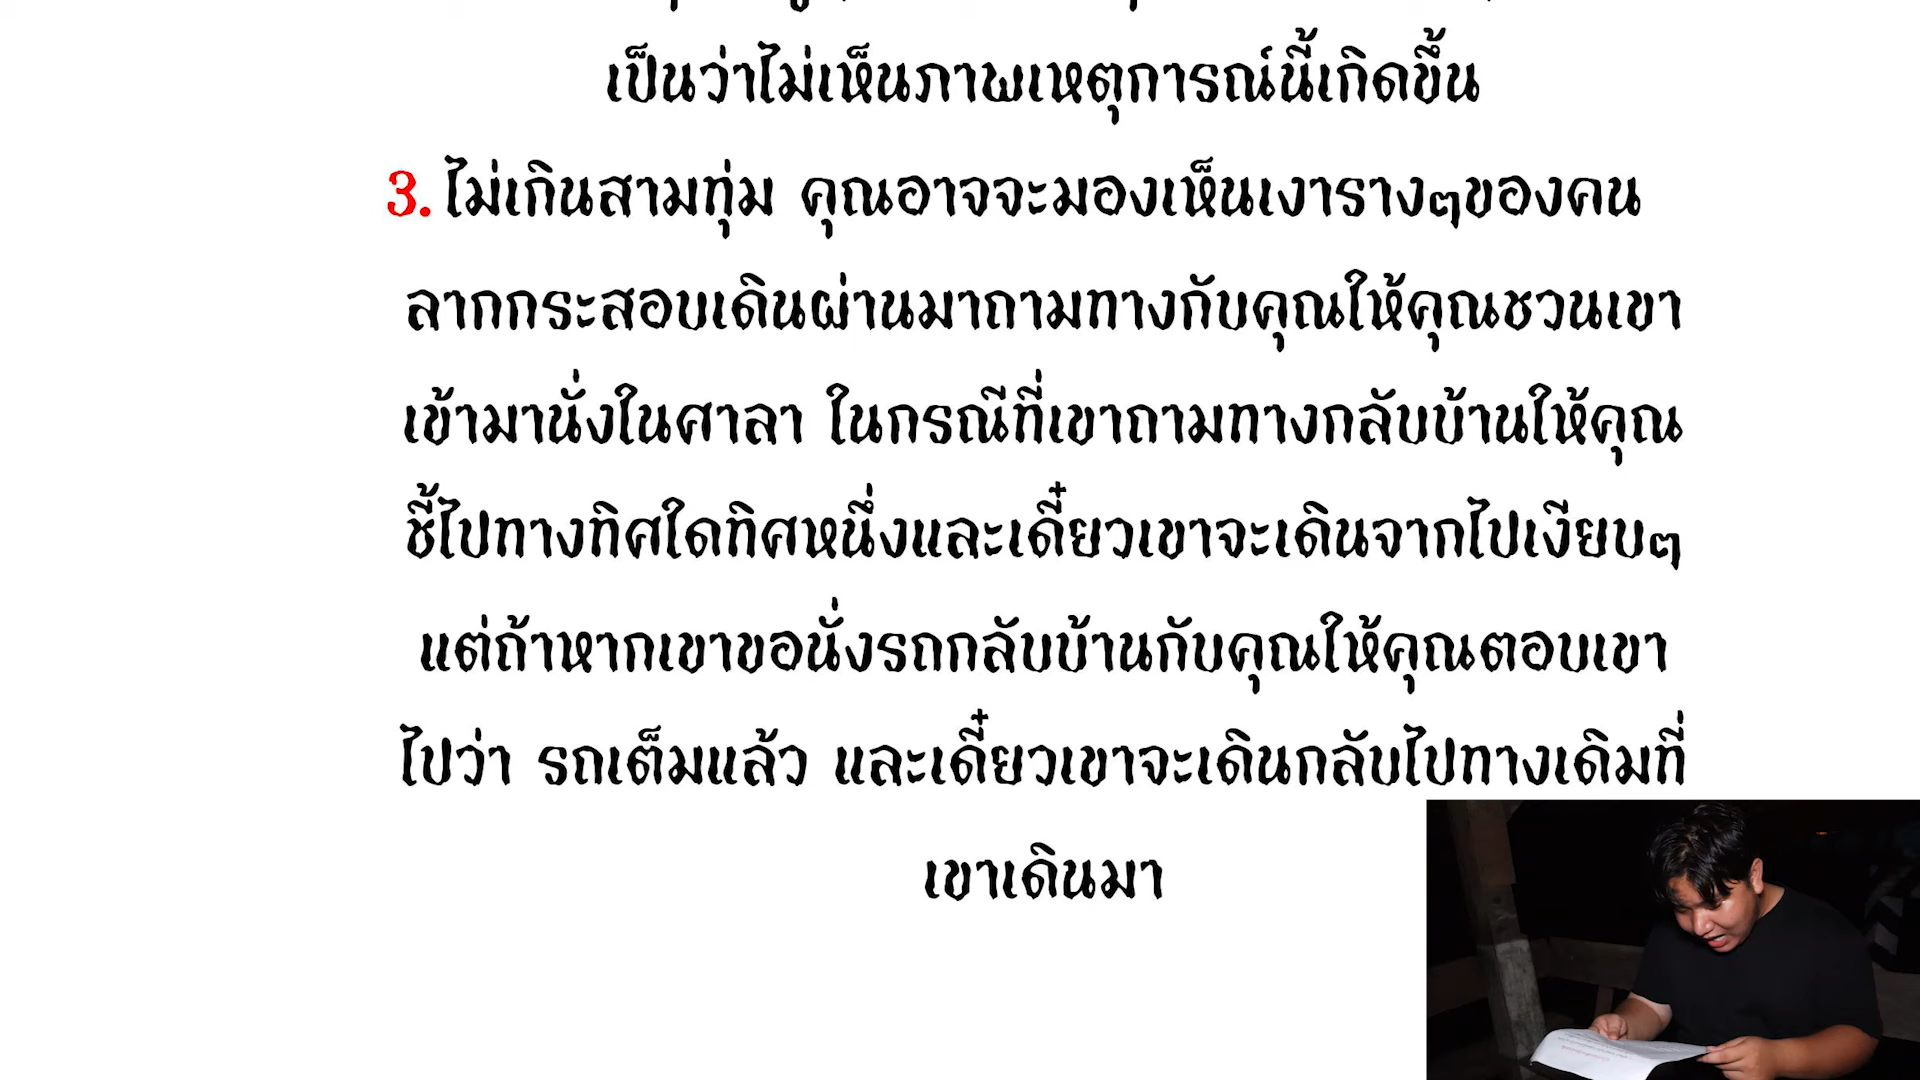 เป็นว่าไม่เห็นภาพเหตุการณ์นี้เกิดขึ้น
3. ไม่เกินสามทุ่ม คุณอาจจะมองเห็นเงารางๆของคน
ลากกระสอบเดินผ่านมาถามทางกับคุณให้คุณชวนเขา
เข้ามานั่งในศาลา ในกรณีที่เขาถามทางกลับบ้านให้คุณ
ชี้ไปทางทิศใดทิศหนึ่งและเดี๋ยวเขาจะเดินจากไปเงียบๆ
แต่ถ้าหากเขาขอนั่งรถกลับบ้านกับคุณให้คุณตอบเขา
ไปว่า รถเต็มแล้ว และเดี๋ยวเขาจะเดินกลับไปทางเดิมที่
เขาเดินมา